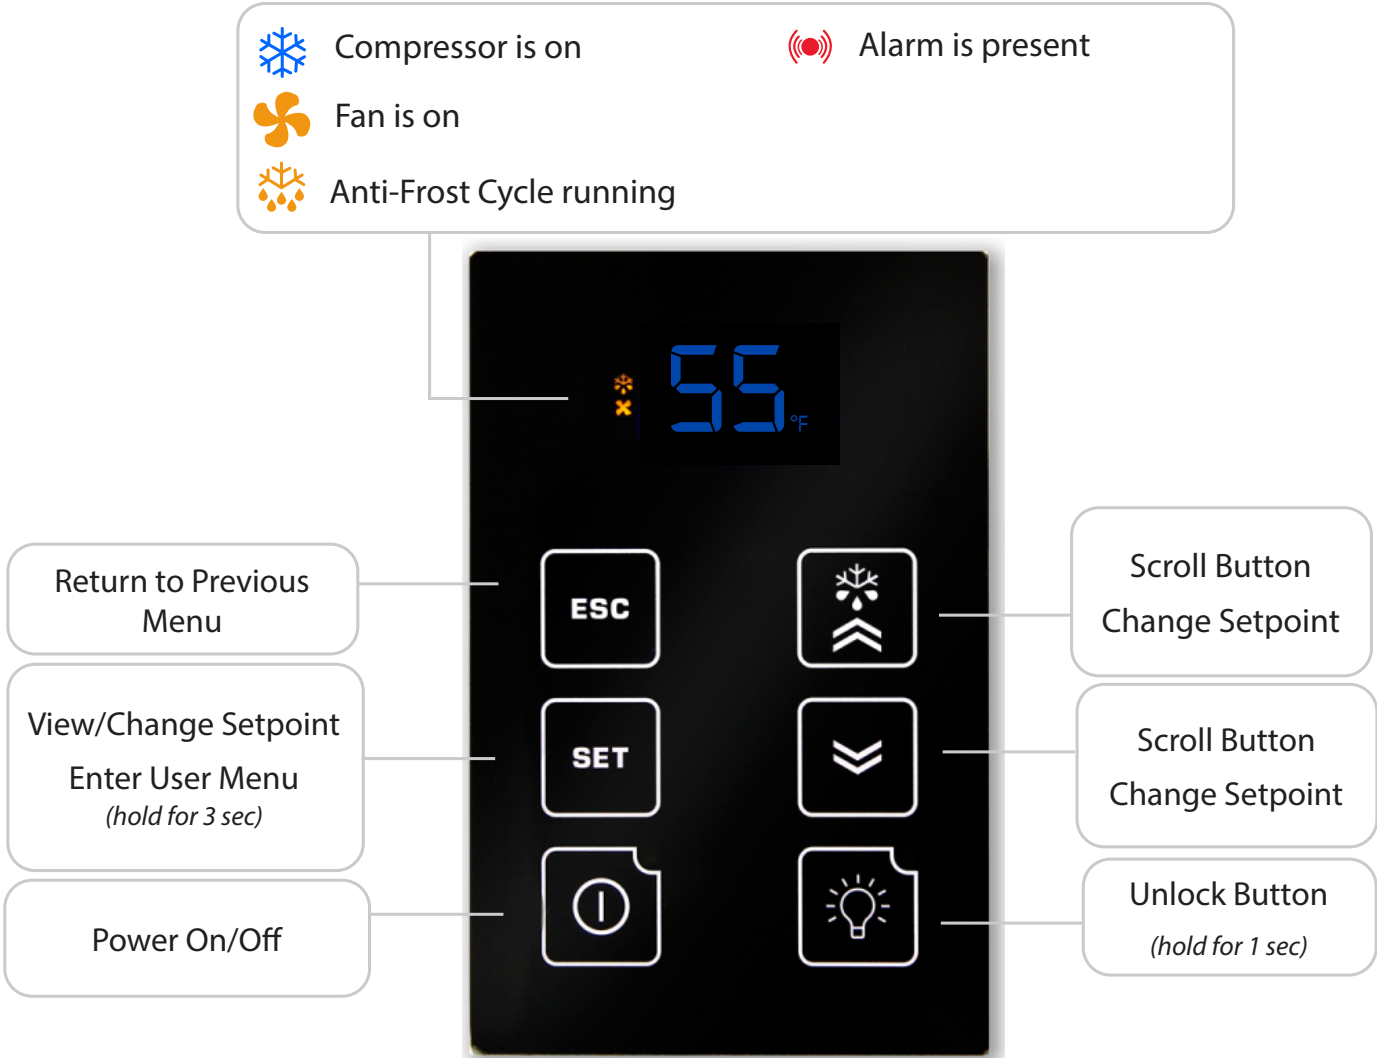 Compressor is on
Alarm is present
Fan is on
Anti-Frost Cycle running
55 °F
Return to Previous
Menu
ESC
Scroll Button
Change Setpoint
View/Change Setpoint
Enter User Menu
(hold for 3 sec)
SET
Scroll Button
Change Setpoint
Power On/Off
Unlock Button
(hold for 1 sec)